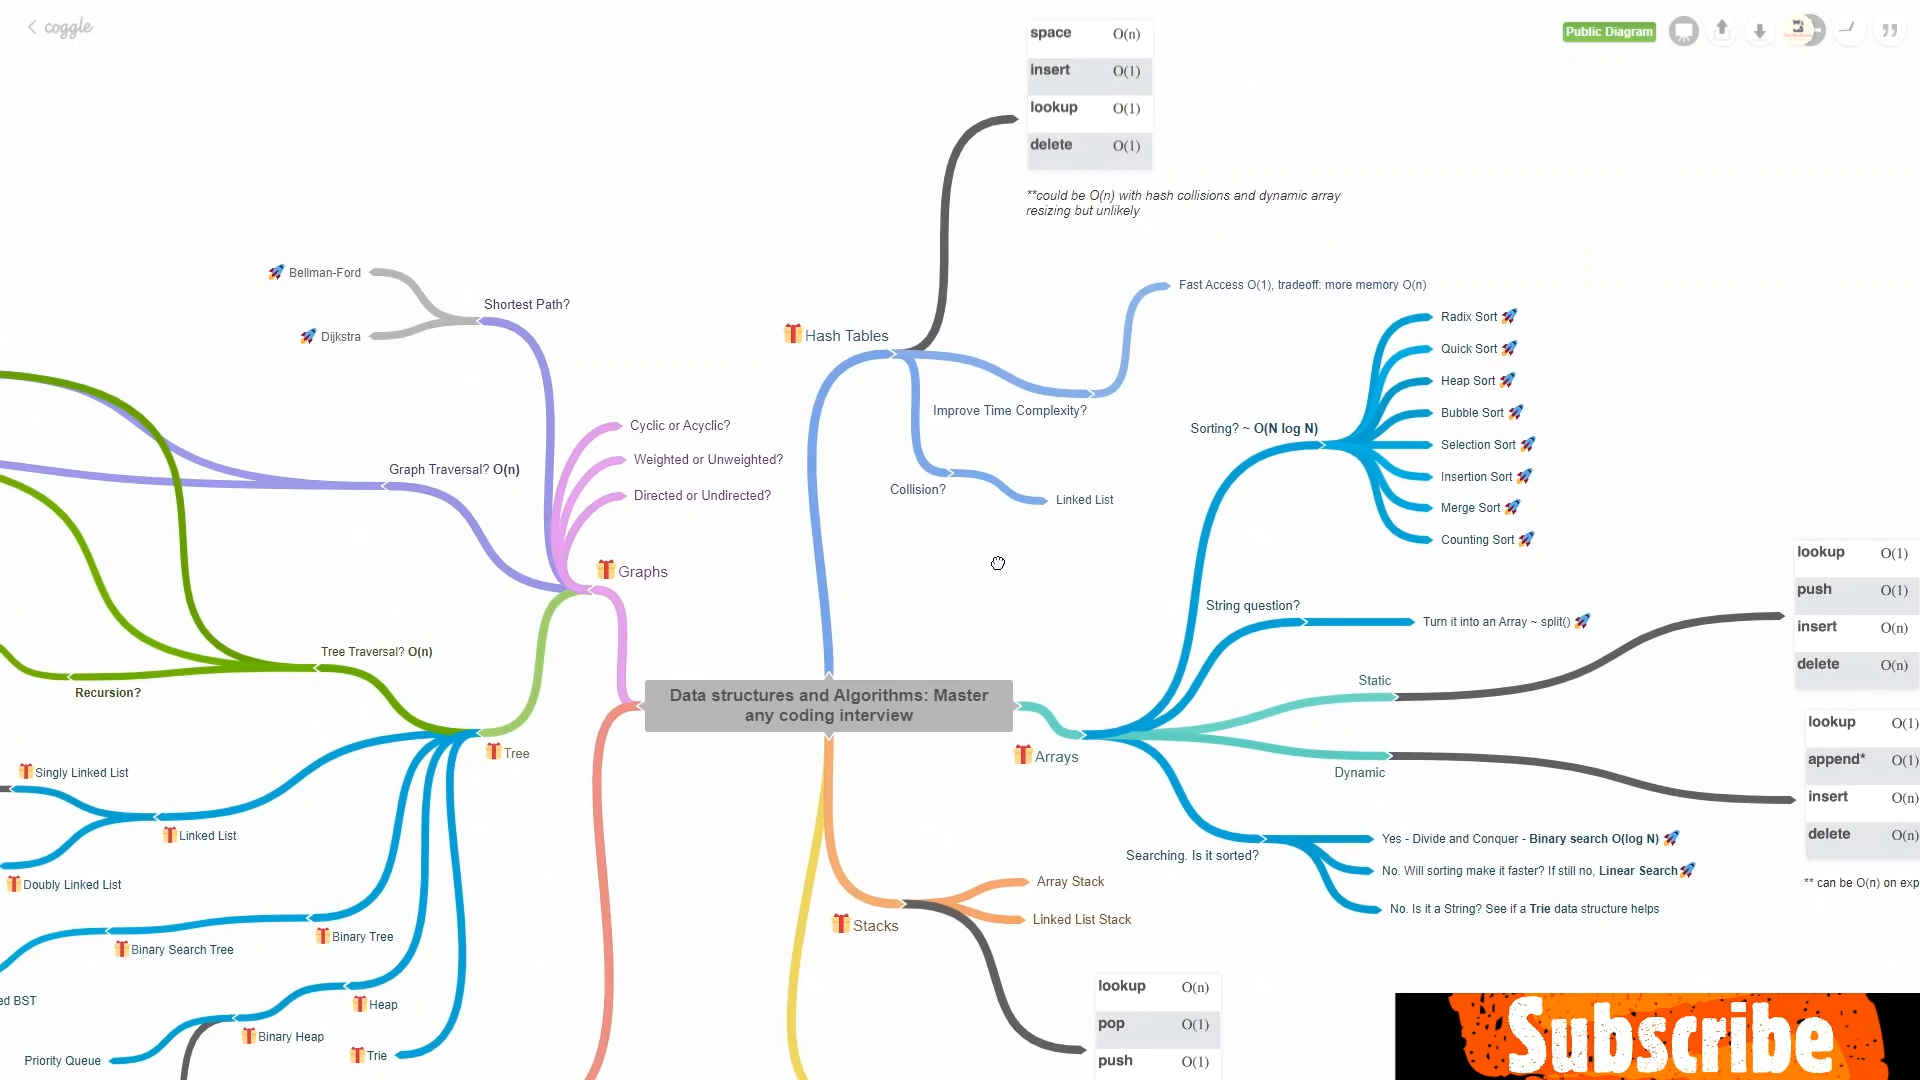 coggle
Public Diagram
space O(n)
insert O(1)
lookup O(1)
delete O(1)
**could be O(n) with hash collisions and dynamic array
resizing but unlikely
Bellman-Ford
Shortest Path?
Dijkstra
Hash Tables
Fast Access O(1), tradeoff: more memory O(n)
Improve Time Complexity?
Collision?
Linked List
Radix Sort
Quick Sort
Heap Sort
Bubble Sort
Sorting? ~ O(N log N)
Selection Sort
Insertion Sort
Merge Sort
Counting Sort
Cyclic or Acyclic?
Weighted or Unweighted?
Directed or Undirected?
Graph Traversal? O(n)
Graphs
String question?
Turn it into an Array ~ split()
lookup O(1)
push O(1)
insert O(n)
delete O(n)
Tree Traversal? O(n)
Recursion?
Data structures and Algorithms: Master
any coding interview
Static
Arrays
Dynamic
lookup O(1)
append* O(1)
insert O(n)
delete O(n)
** can be O(n) on exp
Tree
Singly Linked List
Linked List
Doubly Linked List
Searching. Is it sorted?
Yes - Divide and Conquer - Binary search O(log N)
No. Will sorting make it faster? If still no, Linear Search
No. Is it a String? See if a Trie data structure helps
Array Stack
Stacks
Linked List Stack
Binary Tree
Binary Search Tree
ed BST
Heap
Binary Heap
Priority Queue
Trie
lookup O(n)
pop O(1)
push O(1)
Subscribe